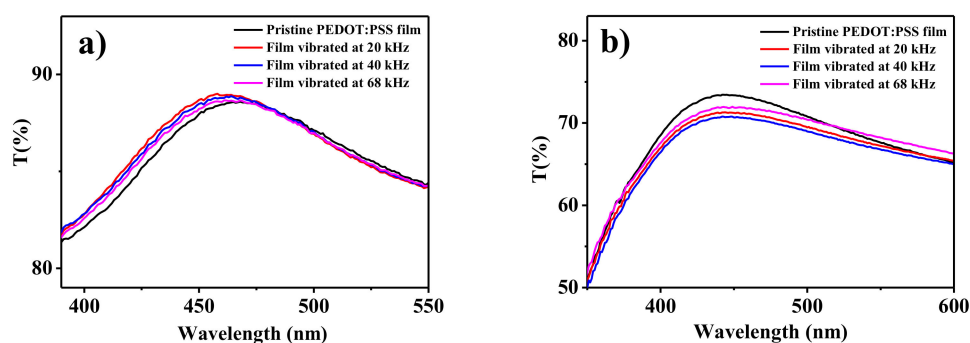 a)
Pristine PEDOT:PSS film
Film vibrated at 20 kHz
Film vibrated at 40 kHz
Film vibrated at 68 kHz
T(%)
90
80
400
450
500
550
Wavelength (nm)
b)
Pristine PEDOT:PSS film
Film vibrated at 20 kHz
Film vibrated at 40 kHz
Film vibrated at 68 kHz
T(%)
80
70
60
50
400
500
600
Wavelength (nm)